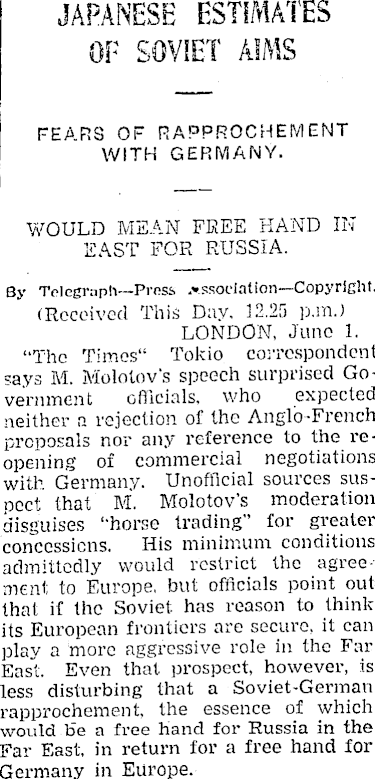 JAPANESE ESTIMATES
OF SOVIET AIMS
FEARS OF RAPPROCHEMENT
WITH GERMANY.
WOULD MEAN FREE HAND IN
EAST FOR RUSSIA.
By Telegraph—Press Association—Copyright.
(Received This Day, 12.25 p.m.)
LONDON, June 1.
"The Times" Tokio correspondent
says M. Molotov's speech surprised Go-
vernment officials, who expected
neither a rejection of the Anglo-French
proposals nor any reference to the re-
opening of commercial negotiations
with Germany. Unofficial sources sus-
pect that M. Molotov's moderation
disguises "horse trading" for greater
concessions. His minimum conditions
admittedly would restrict the agree-
ment to Europe, but officials point out
that if the Soviet has reason to think
its European frontiers are secure, it can
play a more aggressive role in the Far
East. Even that prospect, however, is
less disturbing that a Soviet-German
rapprochement, the essence of which
would be a free hand for Russia in the
Far East, in return for a free hand for
Germany in Europe.